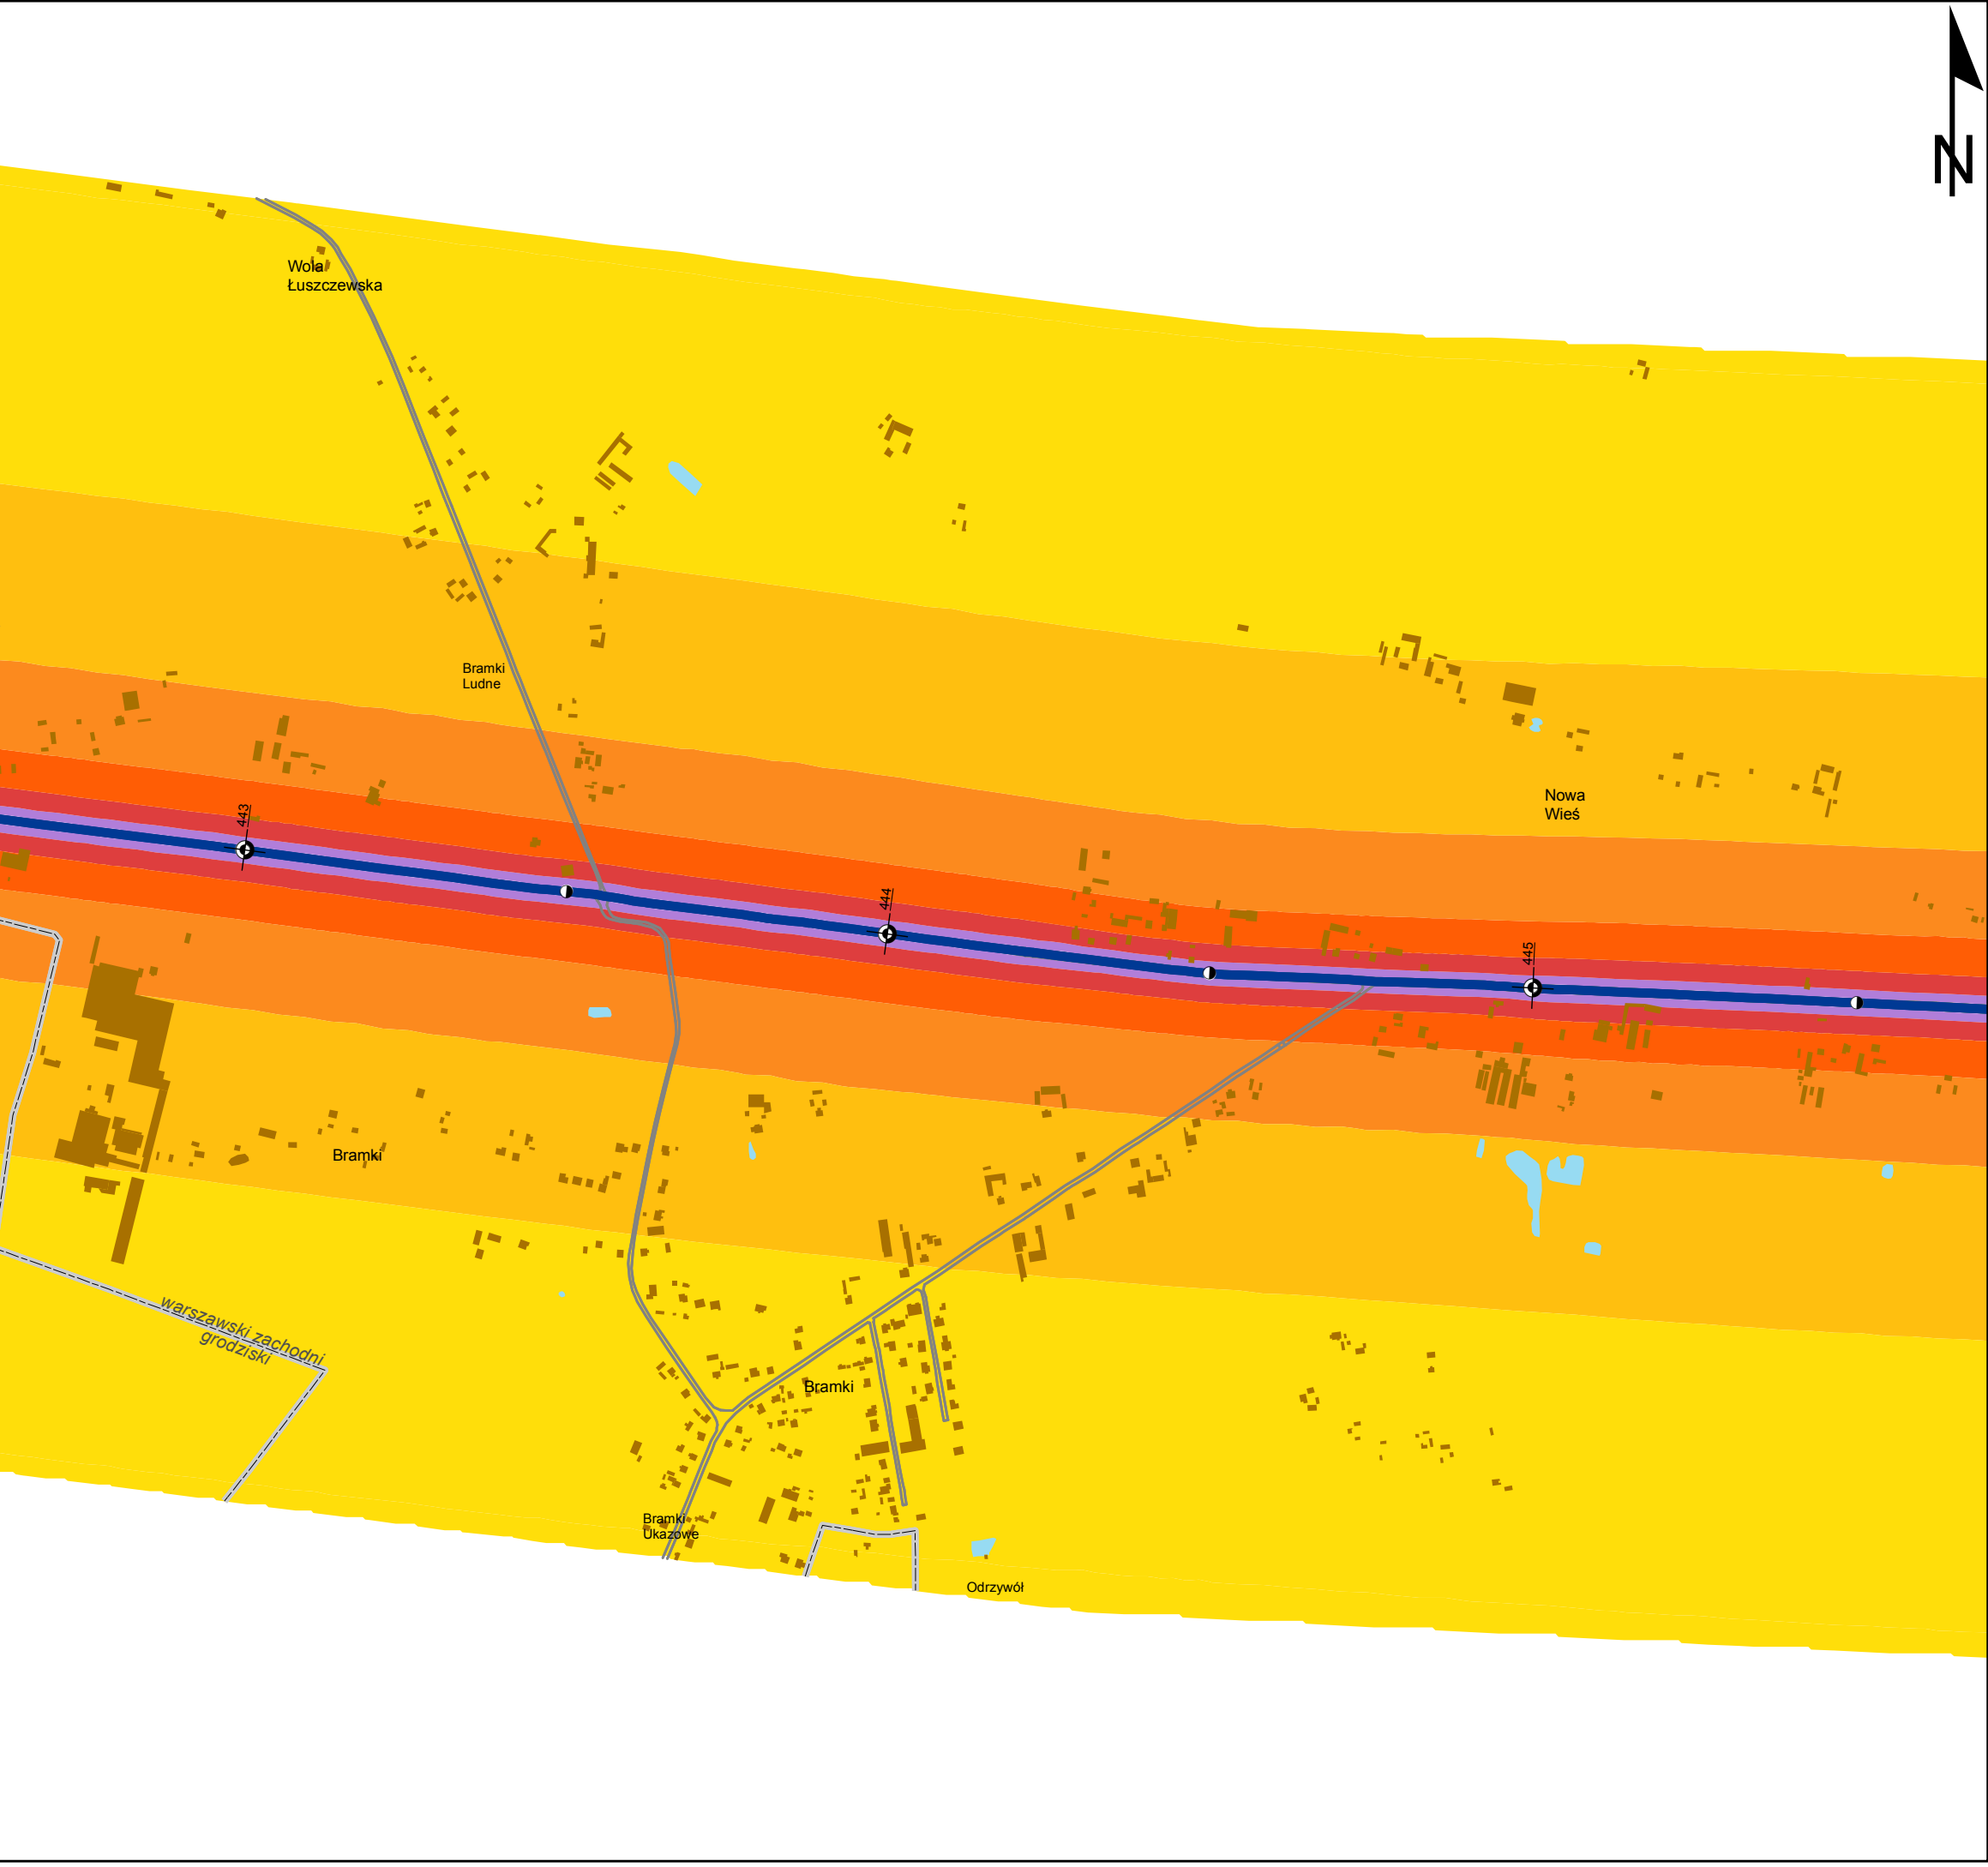 N
Wola
Łuszczewska
Bramki
Ludne
Nowa
Wieś
443
444
445
Bramki
warszawski zachodni
grodziski
Bramki
Bramki
Ukazowe
Odrzywół